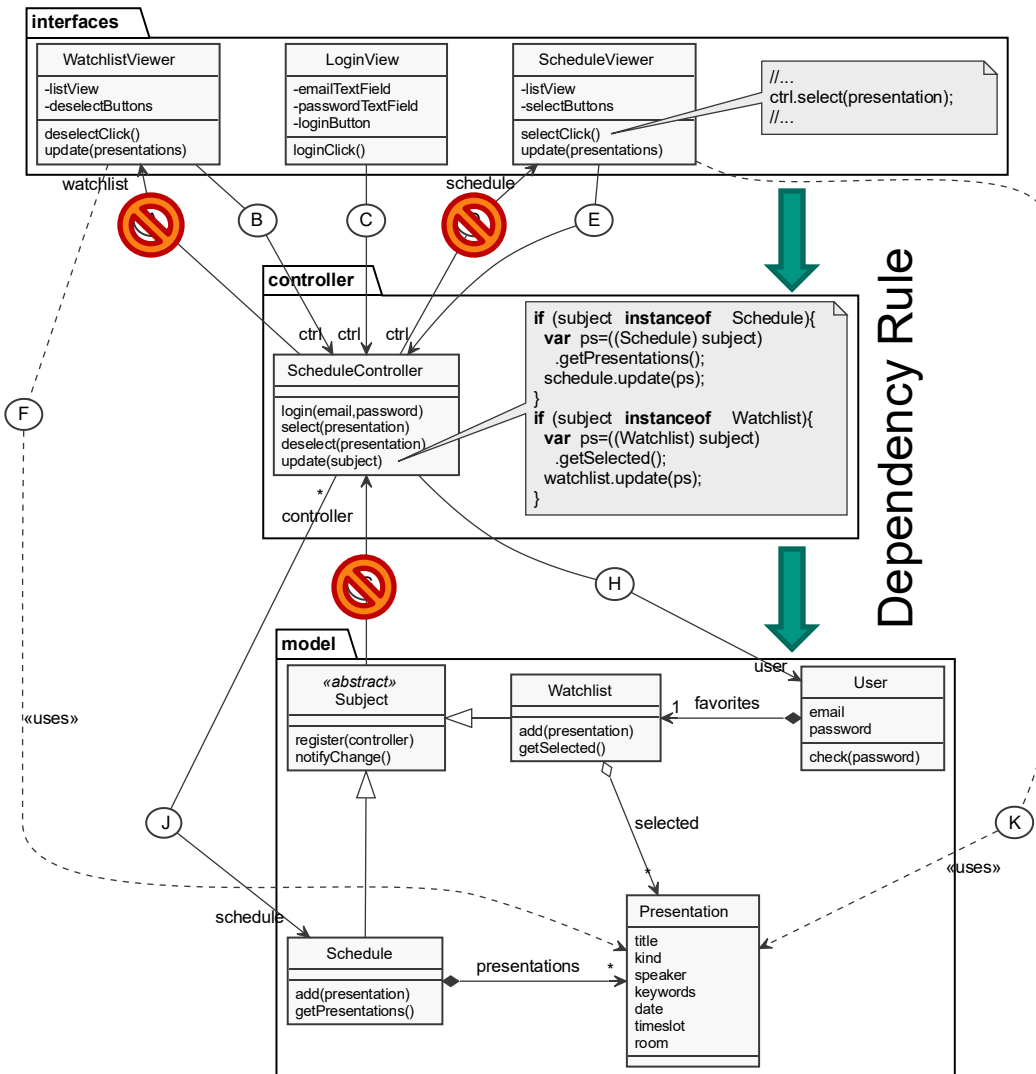 interfaces
WatchlistViewer
-listView
-deselectButtons
deselectClick()
update(presentations)
LoginView
-emailTextField
-passwordTextField
-loginButton
loginClick()
ScheduleViewer
-listView
-selectButtons
selectClick()
update(presentations)
//...
ctrl.select(presentation);
//...
watchlist
schedule
B
C
E
Dependency Rule
controller
ctrl
ctrl
ctrl
ScheduleController
login(email,password)
select(presentation)
deselect(presentation)
update(subject)
if (subject instanceof Schedule){
var ps=((Schedule) subject)
.getPresentations();
schedule.update(ps);
}
if (subject instanceof Watchlist){
var ps=((Watchlist) subject)
.getSelected();
watchlist.update(ps);
}
F
*
controller
H
model
user
«abstract»
Subject
register(controller)
notifyChange()
Watchlist
add(presentation)
getSelected()
1
favorites
User
email
password
check(password)
«uses»
J
selected
K
*
«uses»
schedule
Schedule
add(presentation)
getPresentations()
presentations
*
Presentation
title
kind
speaker
keywords
date
timeslot
room